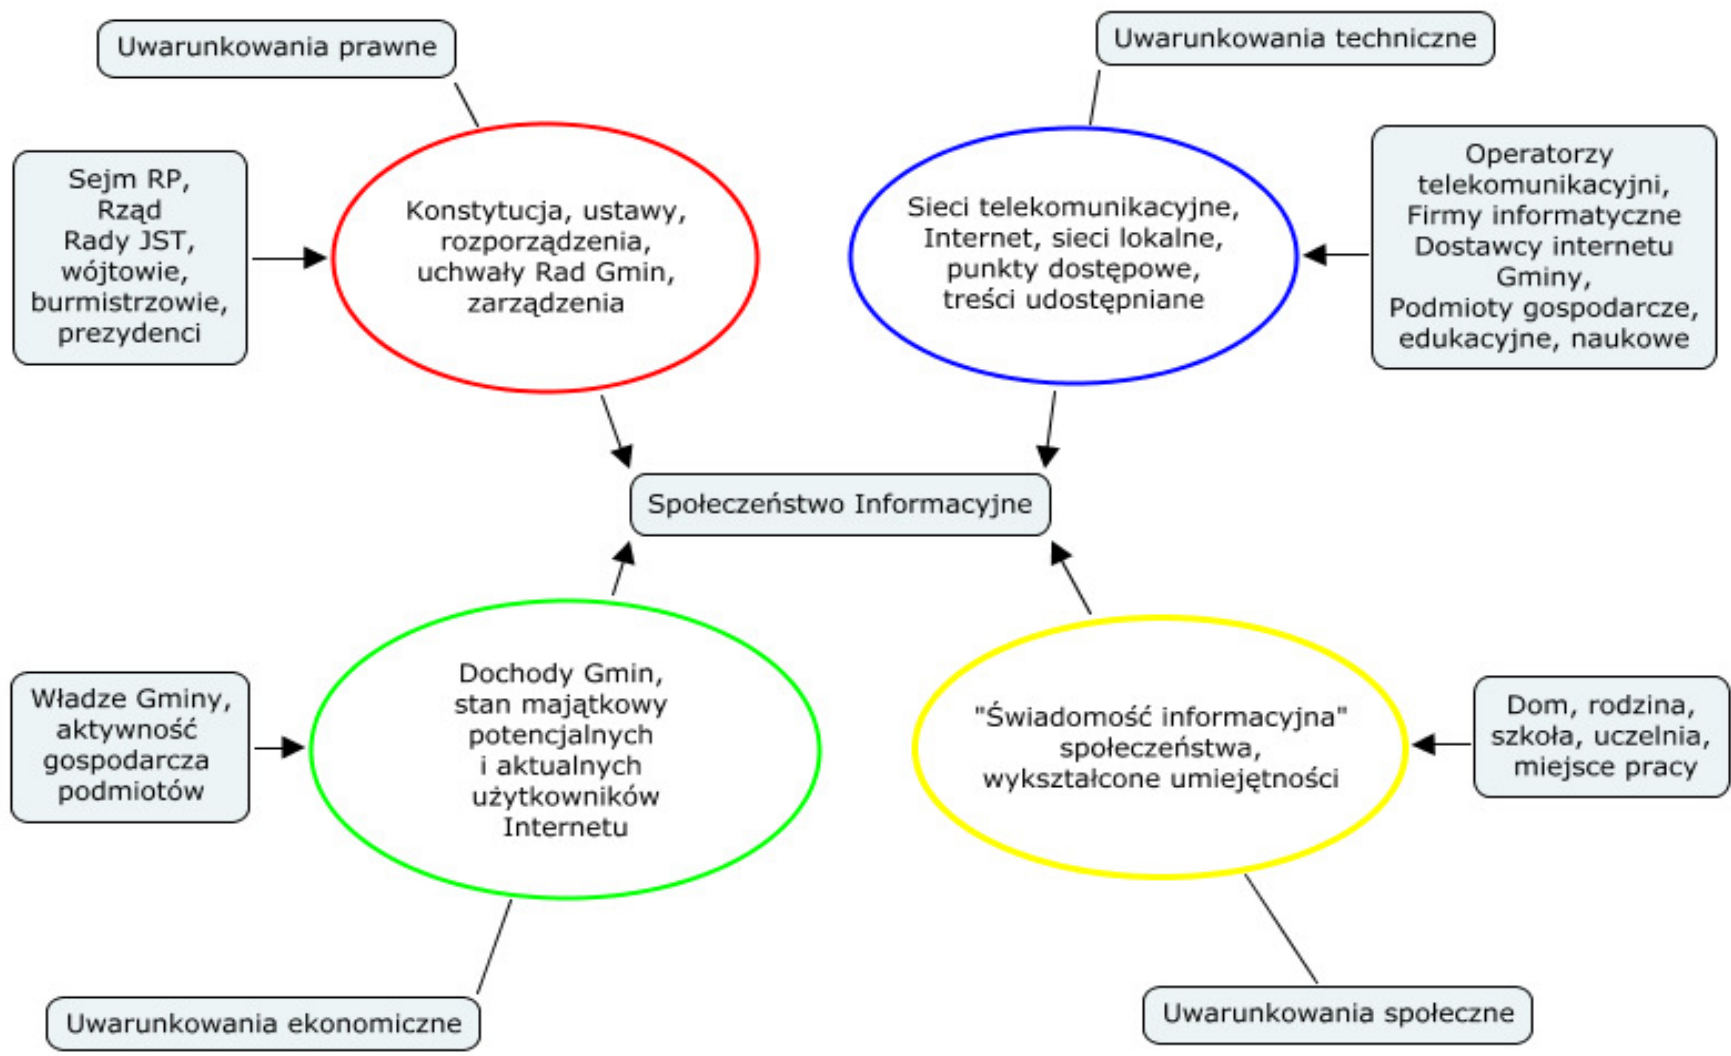 Uwarunkowania prawne
Uwarunkowania techniczne
Sejm RP,
Rząd
Rady JST,
wójtowie,
burmistrzowie,
prezydenci
Konstytucja, ustawy,
rozporządzenia,
uchwały Rad Gmin,
zarządzenia
Sieci telekomunikacyjne,
Internet, sieci lokalne,
punkty dostępowe,
treści udostępniane
Operatorzy
telekomunikacyjni,
Firmy informatyczne
Dostawcy internetu
Gminy,
Podmioty gospodarcze,
edukacyjne, naukowe
Społeczeństwo Informacyjne
Władze Gminy,
aktywność
gospodarcza
podmiotów
Dochody Gmin,
stan majątkowy
potencjalnych
i aktualnych
użytkowników
Internetu
"Świadomość informacyjna"
społeczeństwa,
wykształcone umiejętności
Dom, rodzina,
szkoła, uczelnia,
miejsce pracy
Uwarunkowania ekonomiczne
Uwarunkowania społeczne